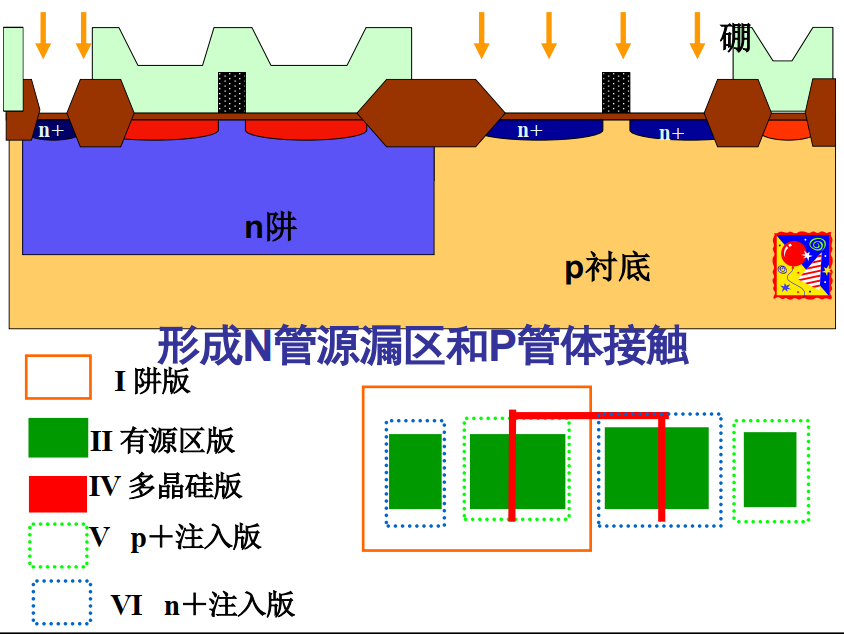 硼
n+
n+
n+
n阱
p衬底
形成N管源漏区和P管体接触
I 阱版
II 有源区版
IV 多晶硅版
V p＋注入版
VI n＋注入版